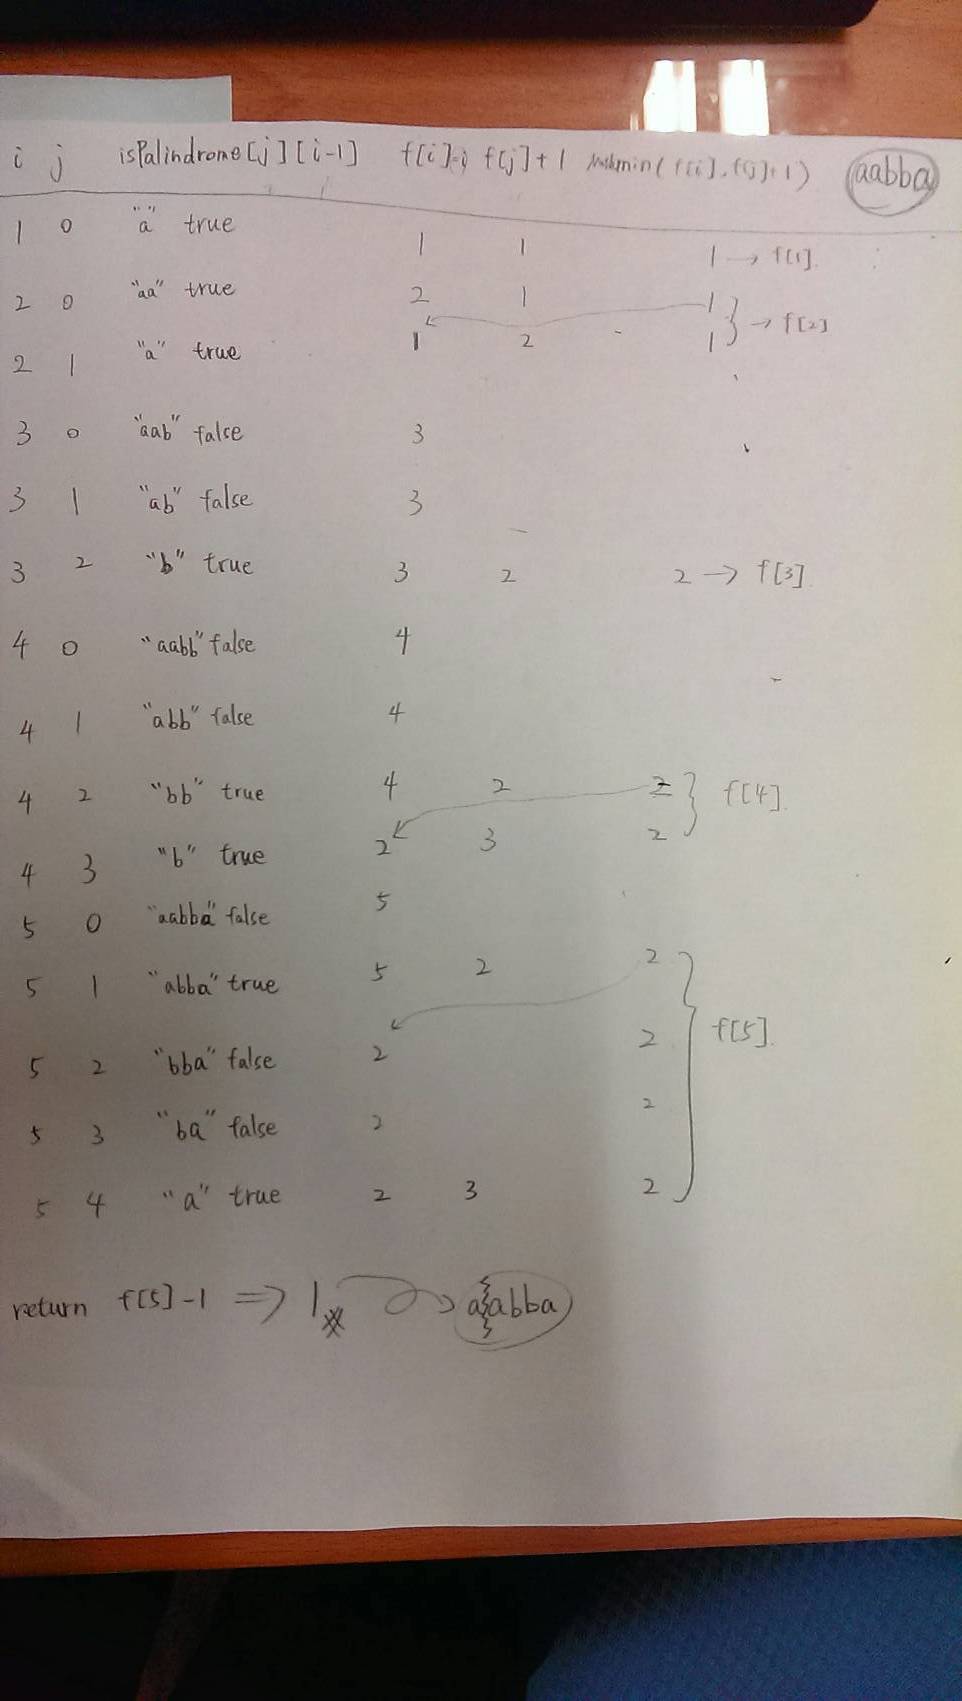 i j isPalindrome[j][i-1] f[i]=i f[j]+1 min(f[i], f[j]+1) aabba
1 0 "a" true 1 1 1 → f[1].
2 0 "aa" true 2 1 1
2 1 "a" true 1 2 1 } → f[2]
3 0 "aab" false 3
3 1 "ab" false 3
3 2 "b" true 3 2 2 → f[3].
4 0 "aabb" false 4
4 1 "abb" false 4
4 2 "bb" true 4 2 2
4 3 "b" true 2 3 2 } f[4].
5 0 "aabba" false 5
5 1 "abba" true 5 2 2
5 2 "bba" false 2 2 } f[5].
5 3 "ba" false 2 2
5 4 "a" true 2 3 2
return f[5]-1 ⇒ 1 a abba